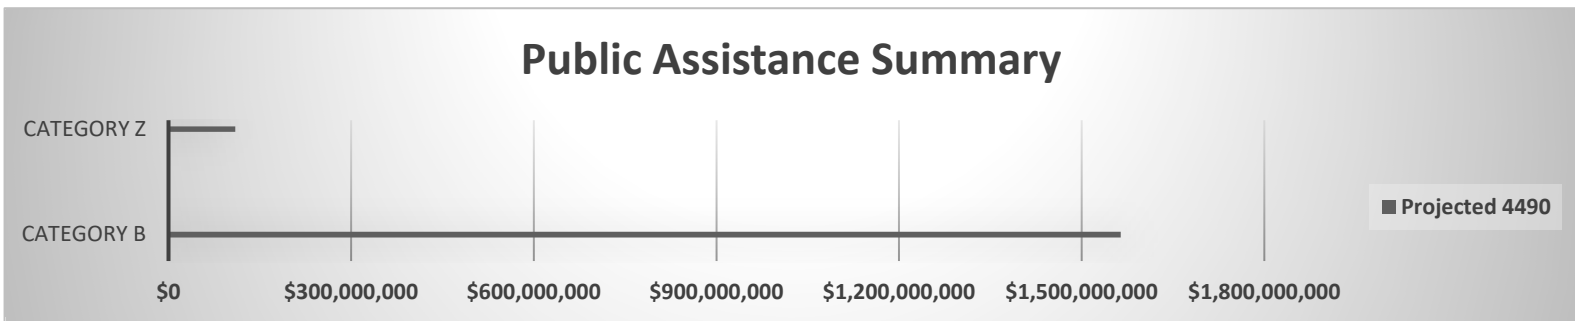 Public Assistance Summary
CATEGORY Z
CATEGORY B
$0 $300,000,000 $600,000,000 $900,000,000 $1,200,000,000 $1,500,000,000 $1,800,000,000
Projected 4490